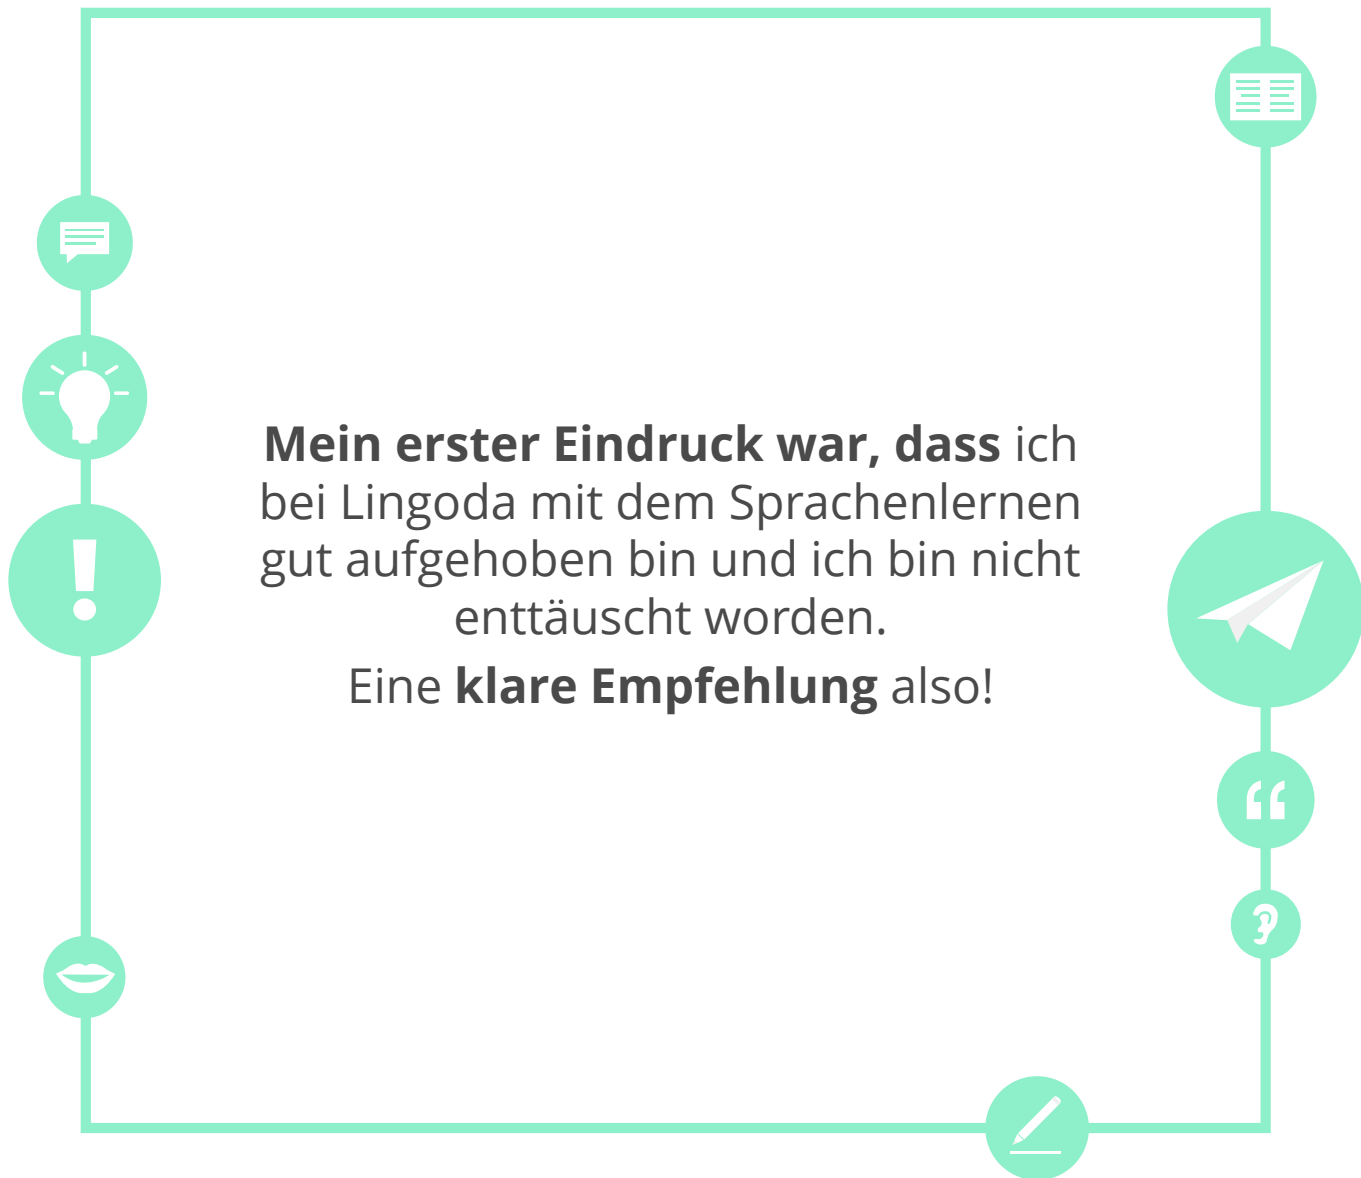 Mein erster Eindruck war, dass ich
bei Lingoda mit dem Sprachenlernen
gut aufgehoben bin und ich bin nicht
enttäuscht worden.
Eine klare Empfehlung also!